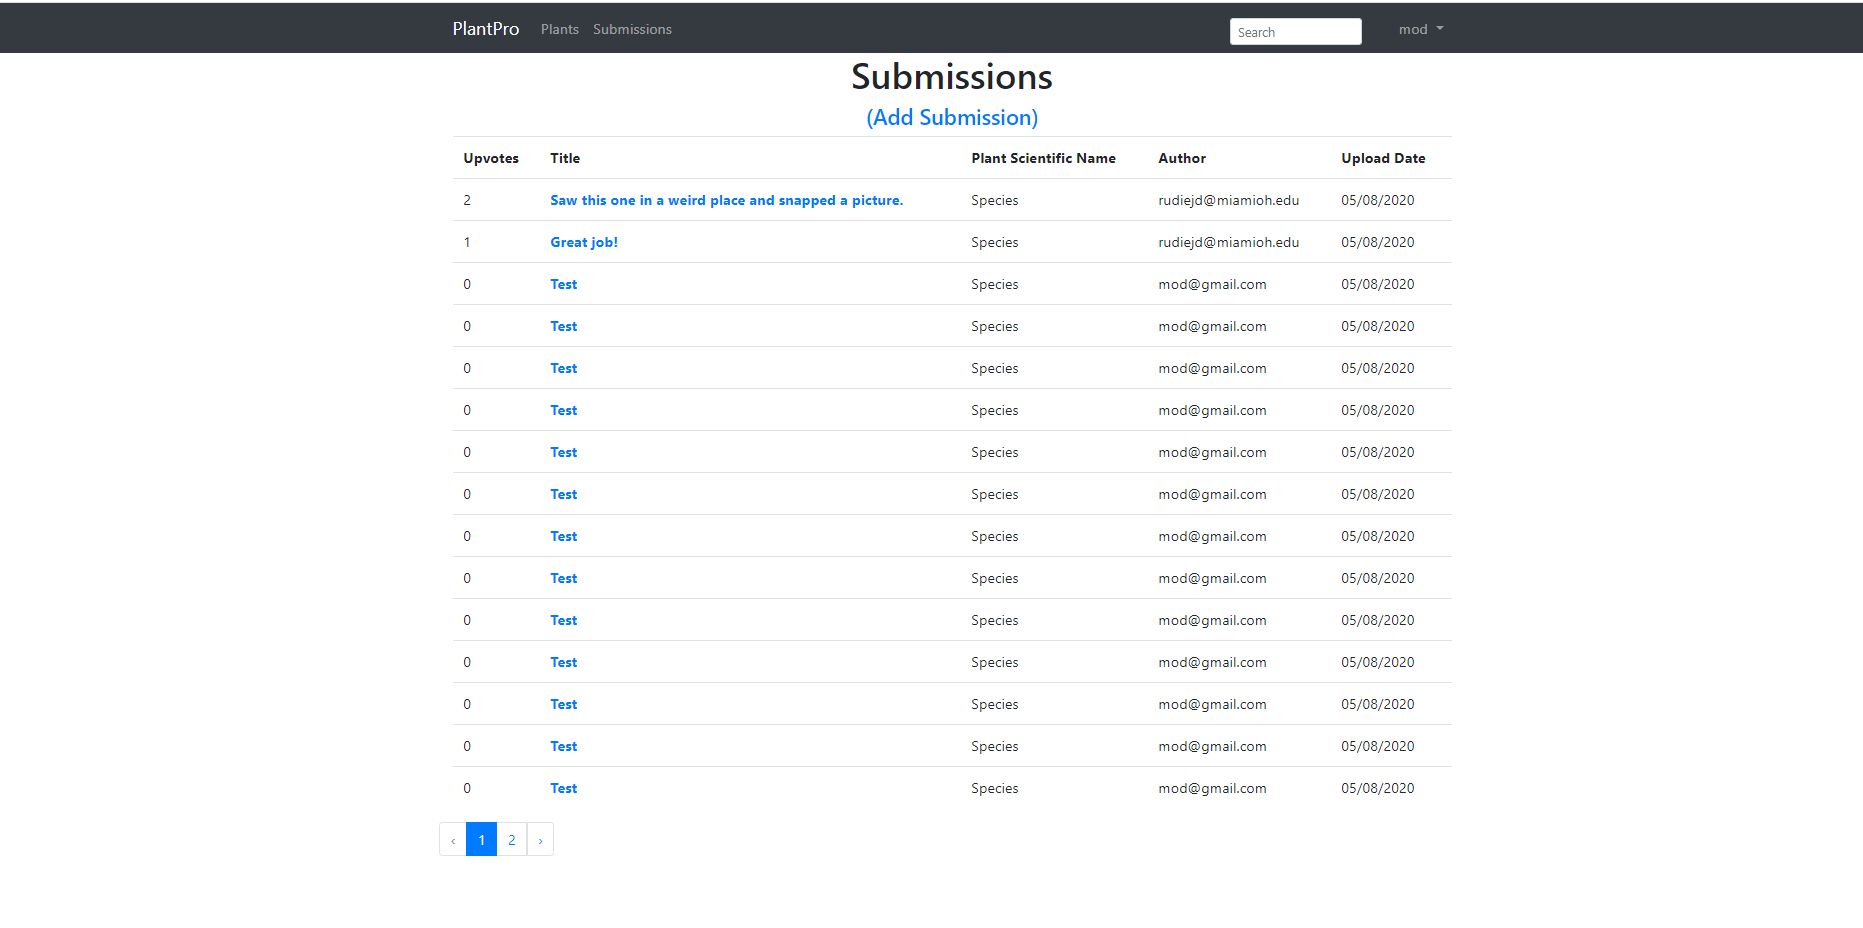 PlantPro Plants Submissions Search mod
Submissions
(Add Submission)
Upvotes Title Plant Scientific Name Author Upload Date
2 Saw this one in a weird place and snapped a picture. Species rudiejd@miamioh.edu 05/08/2020
1 Great job! Species rudiejd@miamioh.edu 05/08/2020
0 Test Species mod@gmail.com 05/08/2020
0 Test Species mod@gmail.com 05/08/2020
0 Test Species mod@gmail.com 05/08/2020
0 Test Species mod@gmail.com 05/08/2020
0 Test Species mod@gmail.com 05/08/2020
0 Test Species mod@gmail.com 05/08/2020
0 Test Species mod@gmail.com 05/08/2020
0 Test Species mod@gmail.com 05/08/2020
0 Test Species mod@gmail.com 05/08/2020
0 Test Species mod@gmail.com 05/08/2020
0 Test Species mod@gmail.com 05/08/2020
0 Test Species mod@gmail.com 05/08/2020
0 Test Species mod@gmail.com 05/08/2020
‹ 1 2 ›